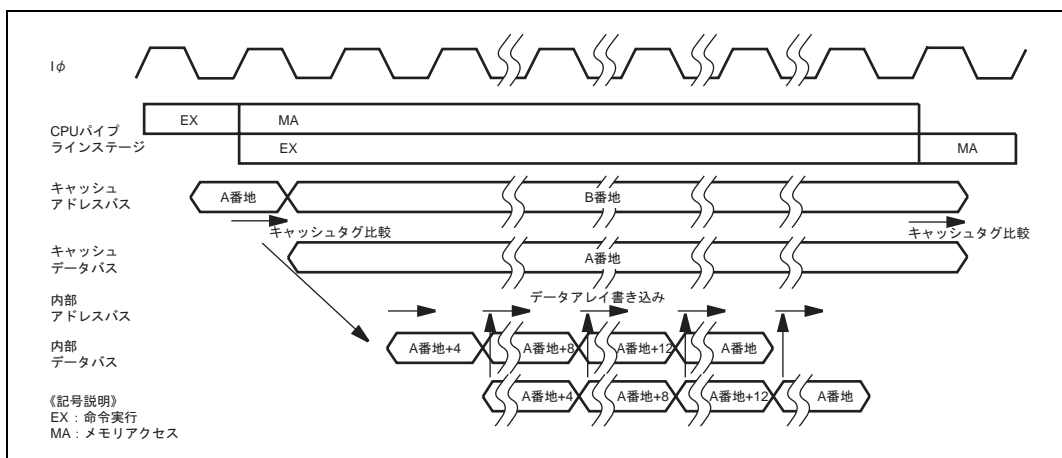 Iφ
EX MA
CPUパイプ
ラインステージ
EX MA
キャッシュ
アドレスバス
A番地 B番地
キャッシュタグ比較 キャッシュタグ比較
キャッシュ
データバス
A番地
内部
アドレスバス
データアレイ書き込み
内部
データバス
A番地+4 A番地+8 A番地+12 A番地
A番地+4 A番地+8 A番地+12 A番地
《記号説明》
EX：命令実行
MA：メモリアクセス